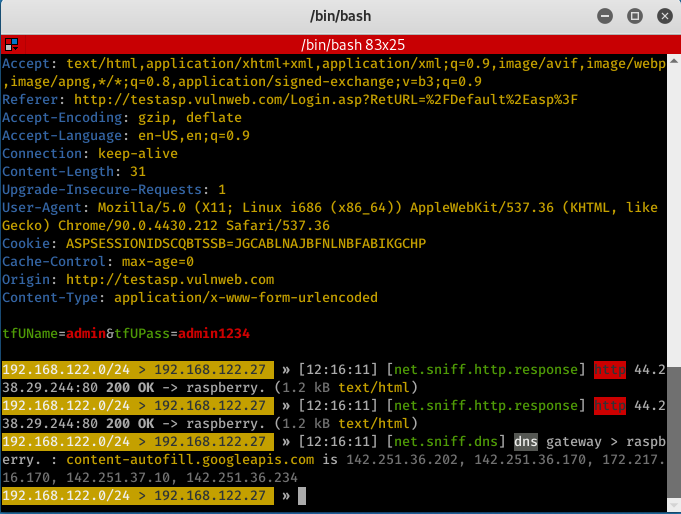 /bin/bash
/bin/bash 83x25
Accept: text/html,application/xhtml+xml,application/xml;q=0.9,image/avif,image/webp
,image/apng,*/*;q=0.8,application/signed-exchange;v=b3;q=0.9
Referer: http://testasp.vulnweb.com/Login.asp?RetURL=%2FDefault%2Easp%3F
Accept-Encoding: gzip, deflate
Accept-Language: en-US,en;q=0.9
Connection: keep-alive
Content-Length: 31
Upgrade-Insecure-Requests: 1
User-Agent: Mozilla/5.0 (X11; Linux i686 (x86_64)) AppleWebKit/537.36 (KHTML, like
Gecko) Chrome/90.0.4430.212 Safari/537.36
Cookie: ASPSESSIONIDSCQBTSSB=JGCABLNAJBFNLNBFABIKGCHP
Cache-Control: max-age=0
Origin: http://testasp.vulnweb.com
Content-Type: application/x-www-form-urlencoded
tfUName=admin&tfUPass=admin1234
192.168.122.0/24 > 192.168.122.27 » [12:16:11] [net.sniff.http.response] http 44.2
38.29.244:80 200 OK -> raspberry. (1.2 kB text/html)
192.168.122.0/24 > 192.168.122.27 » [12:16:11] [net.sniff.http.response] http 44.2
38.29.244:80 200 OK -> raspberry. (1.2 kB text/html)
192.168.122.0/24 > 192.168.122.27 » [12:16:11] [net.sniff.dns] dns gateway > raspb
erry. : content-autofill.googleapis.com is 142.251.36.202, 142.251.36.170, 172.217.
16.170, 142.251.37.10, 142.251.36.234
192.168.122.0/24 > 192.168.122.27 »